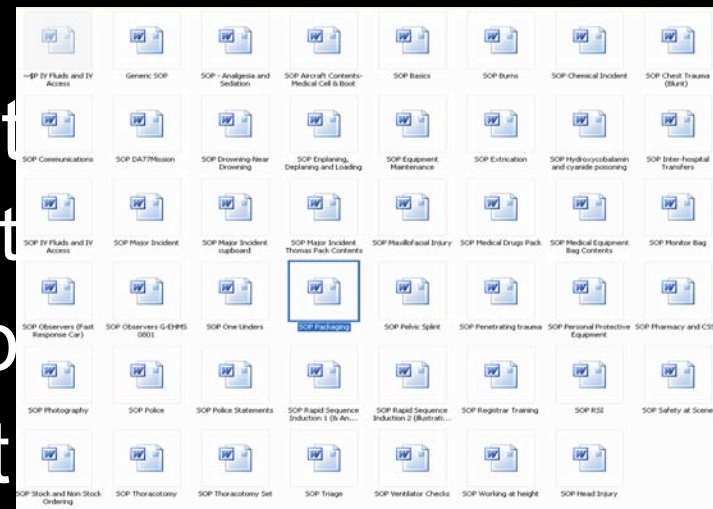 t
t
o
t
~$P IV Fluids and IV Access
Generic SOP
SOP - Analgesia and Sedation
SOP Aircraft Contents- Medical Cell & Boot
SOP Basics
SOP Burns
SOP Chemical Incident
SOP Chest Trauma (Blunt)
SOP Communications
SOP DA77Mission
SOP Drowning-Near Drowning
SOP Enplaning, Deplaning and Loading
SOP Equipment Maintenance
SOP Extrication
SOP Hydroxycobalamin and cyanide poisoning
SOP Inter-hospital Transfers
SOP IV Fluids and IV Access
SOP Major Incident
SOP Major Incident cupboard
SOP Major Incident Thomas Pack Contents
SOP Maxillofacial Injury
SOP Medical Drugs Pack
SOP Medical Equipment Bag Contents
SOP Monitor Bag
SOP Observers (Fast Response Car)
SOP Observers G-EHMS 0801
SOP One Unders
SOP Packaging
SOP Pelvic Splint
SOP Penetrating trauma
SOP Personal Protective Equipment
SOP Pharmacy and CSS
SOP Photography
SOP Police
SOP Police Statements
SOP Rapid Sequence Induction 1 (& An...
SOP Rapid Sequence Induction 2 (illustrati...
SOP Registrar Training
SOP RSI
SOP Safety at Scene
SOP Stock and Non Stock Ordering
SOP Thoracotomy
SOP Thoracotomy Set
SOP Triage
SOP Ventilator Checks
SOP Working at height
SOP Head Injury